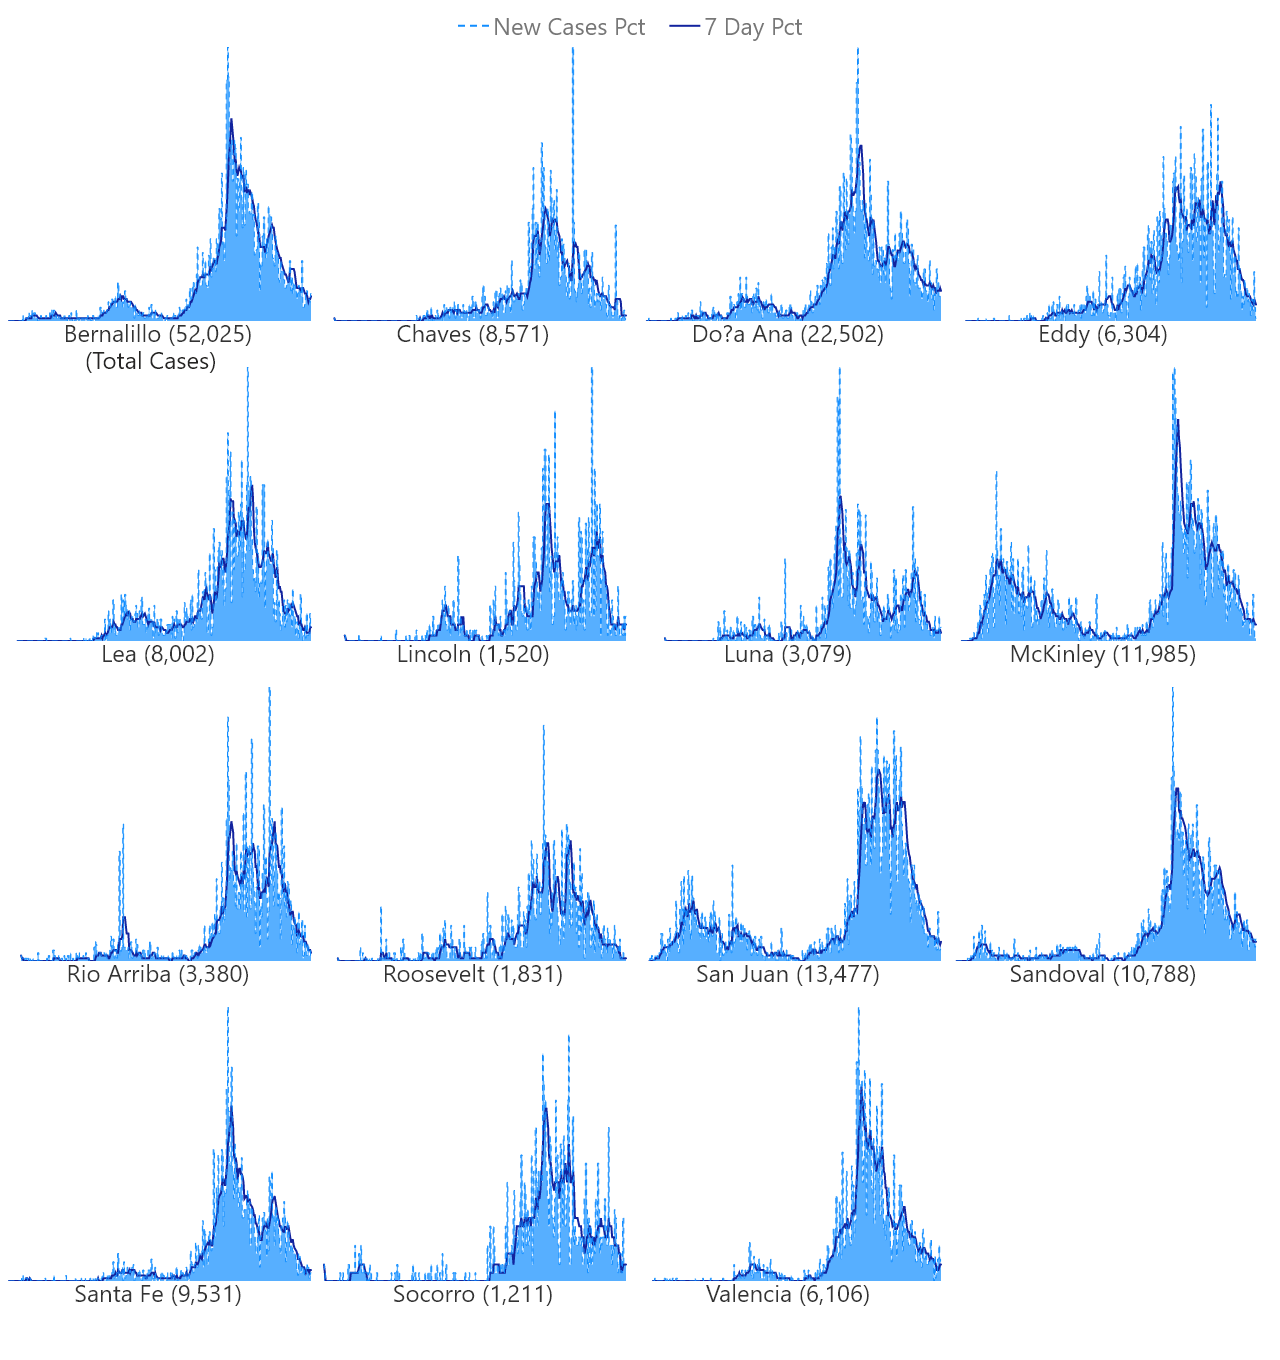 New Cases Pct 7 Day Pct
Bernalillo (52,025) Chaves (8,571) Do?a Ana (22,502) Eddy (6,304)
(Total Cases)
Lea (8,002) Lincoln (1,520) Luna (3,079) McKinley (11,985)
Rio Arriba (3,380) Roosevelt (1,831) San Juan (13,477) Sandoval (10,788)
Santa Fe (9,531) Socorro (1,211) Valencia (6,106)